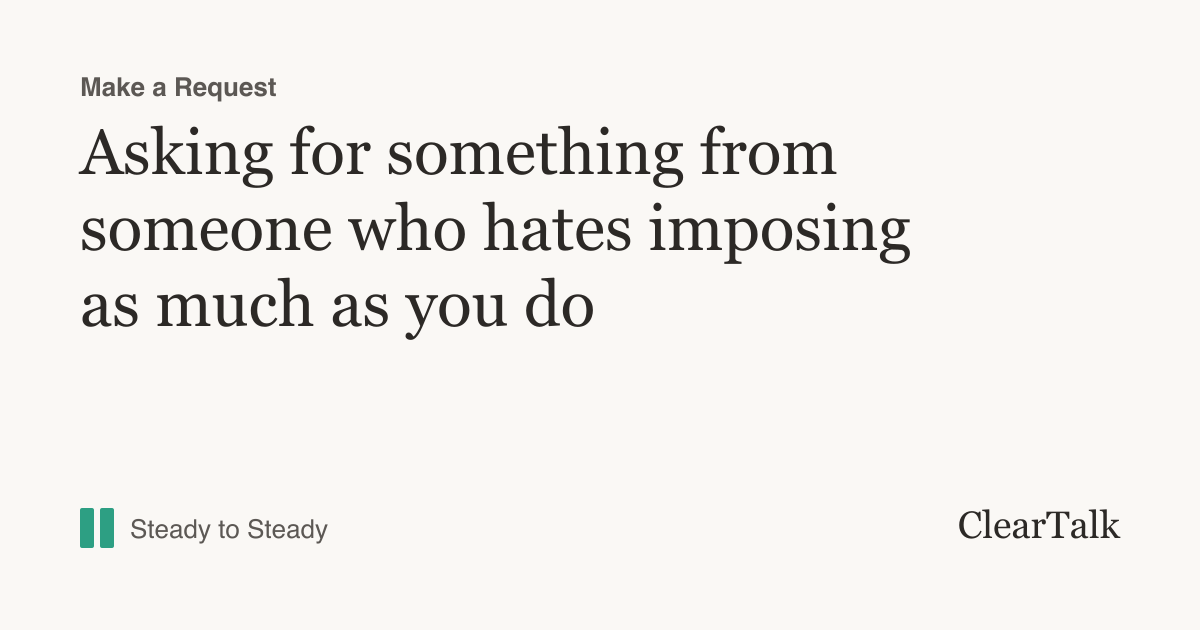 Make a Request
Asking for something from
someone who hates imposing
as much as you do
Steady to Steady
ClearTalk